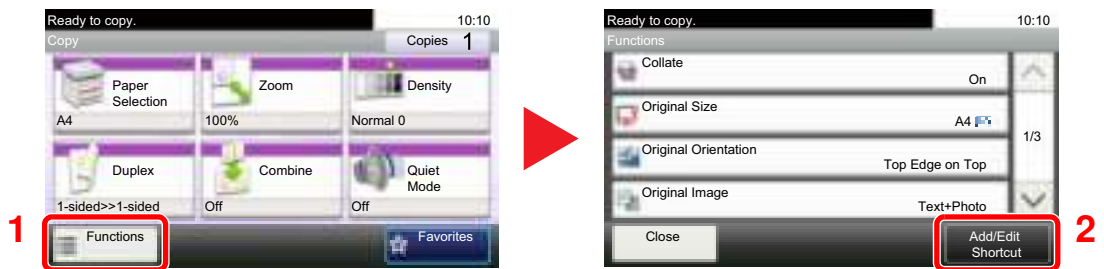 Ready to copy. 10:10
Copy Copies 1
Paper Selection
A4
Zoom
100%
Density
Normal 0
Duplex
1-sided>>1-sided
Combine
Off
Quiet Mode
Off
1
Functions
Favorites
Ready to copy. 10:10
Functions
Collate
On
Original Size
A4
1/3
Original Orientation
Top Edge on Top
Original Image
Text+Photo
Close
Add/Edit
Shortcut
2